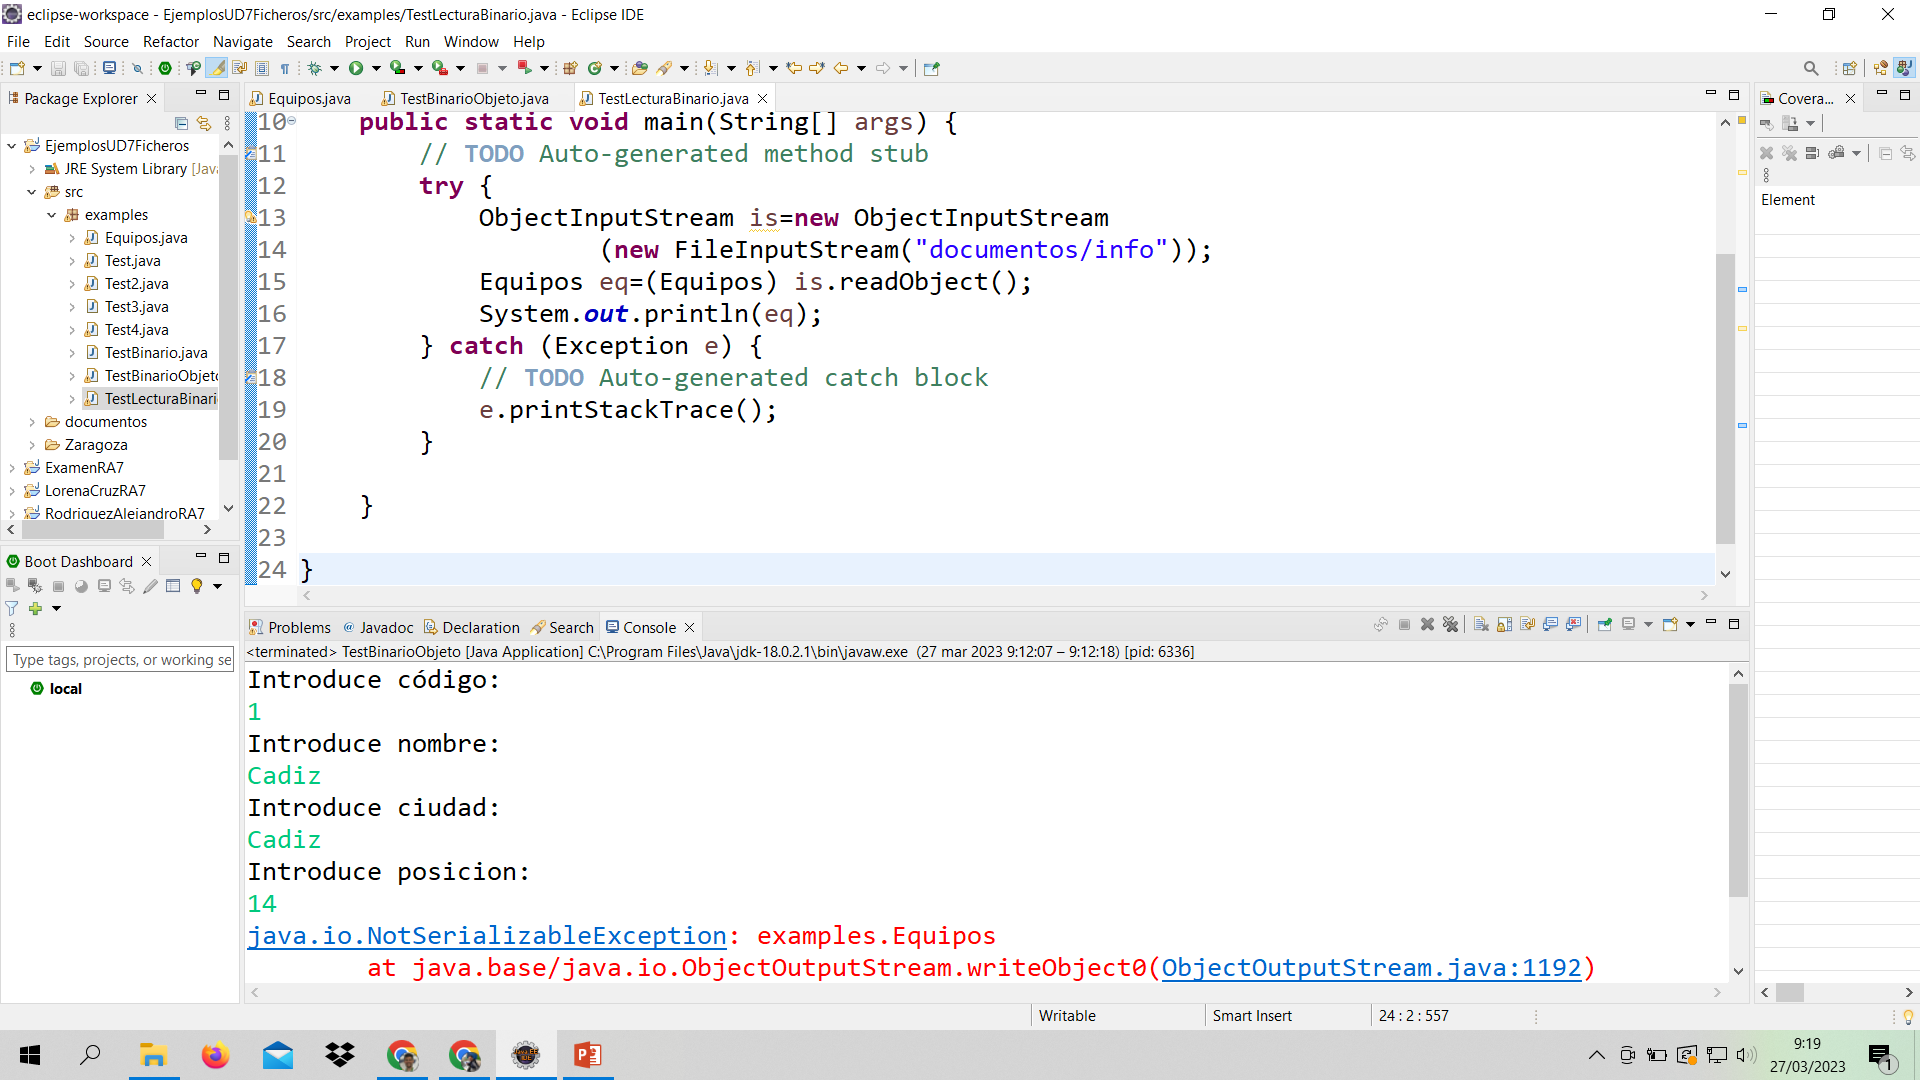 eclipse-workspace - EjemplosUD7Ficheros/src/examples/TestLecturaBinario.java - Eclipse IDE
File Edit Source Refactor Navigate Search Project Run Window Help
Package Explorer
EjemplosUD7Ficheros
JRE System Library [Jav
src
examples
Equipos.java
Test.java
Test2.java
Test3.java
Test4.java
TestBinario.java
TestBinarioObjeto
TestLecturaBinari
documentos
Zaragoza
ExamenRA7
LorenaCruzRA7
RodriguezAlejandroRA7
Boot Dashboard
Type tags, projects, or working se
local
Equipos.java TestBinarioObjeto.java TestLecturaBinario.java
10 public static void main(String[] args) {
11 // TODO Auto-generated method stub
12 try {
13 ObjectInputStream is=new ObjectInputStream
14 (new FileInputStream("documentos/info"));
15 Equipos eq=(Equipos) is.readObject();
16 System.out.println(eq);
17 } catch (Exception e) {
18 // TODO Auto-generated catch block
19 e.printStackTrace();
20 }
21
22 }
23
24 }
Problems Javadoc Declaration Search Console
<terminated> TestBinarioObjeto [Java Application] C:\Program Files\Java\jdk-18.0.2.1\bin\javaw.exe (27 mar 2023 9:12:07 – 9:12:18) [pid: 6336]
Introduce código:
1
Introduce nombre:
Cadiz
Introduce ciudad:
Cadiz
Introduce posicion:
14
java.io.NotSerializableException: examples.Equipos
at java.base/java.io.ObjectOutputStream.writeObject0(ObjectOutputStream.java:1192)
Covera...
Element
Writable Smart Insert 24 : 2 : 557
9:19
27/03/2023
1